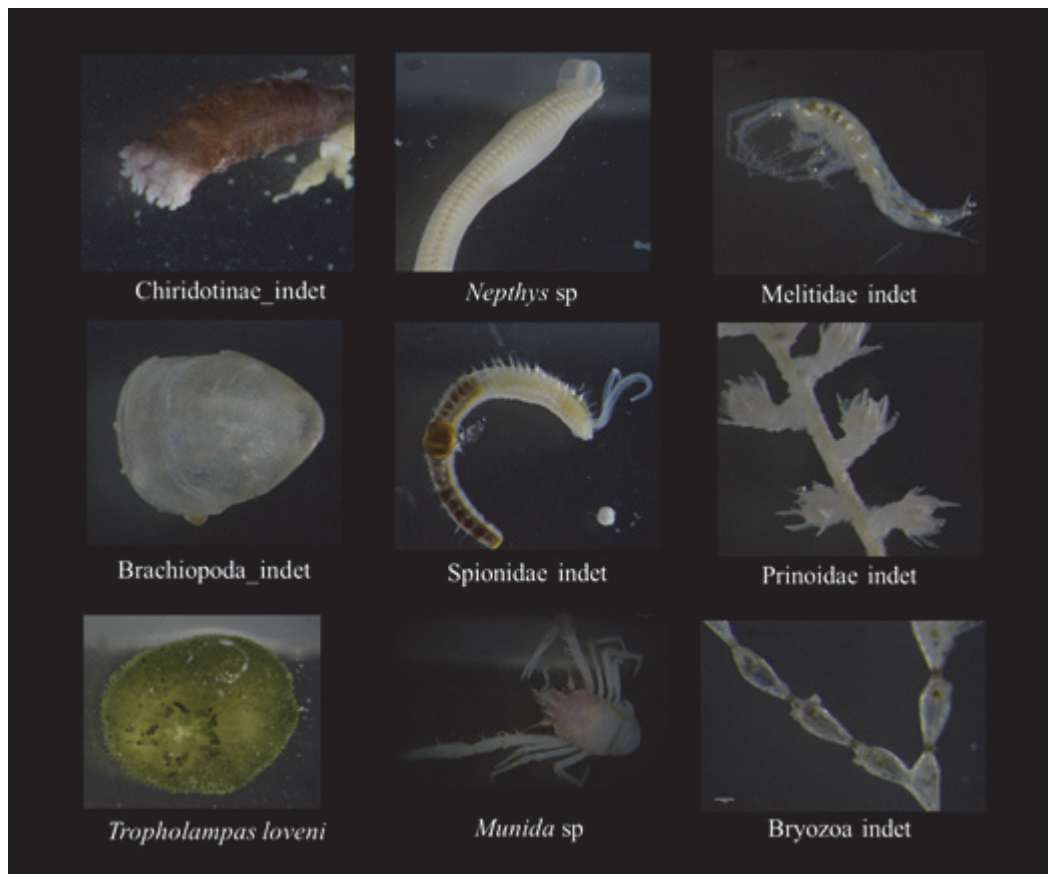 Chiridotinae_indet
Nepthys sp
Melitidae indet
Brachiopoda_indet
Spionidae indet
Prinoidae indet
Tropholampas loveni
Munida sp
Bryozoa indet